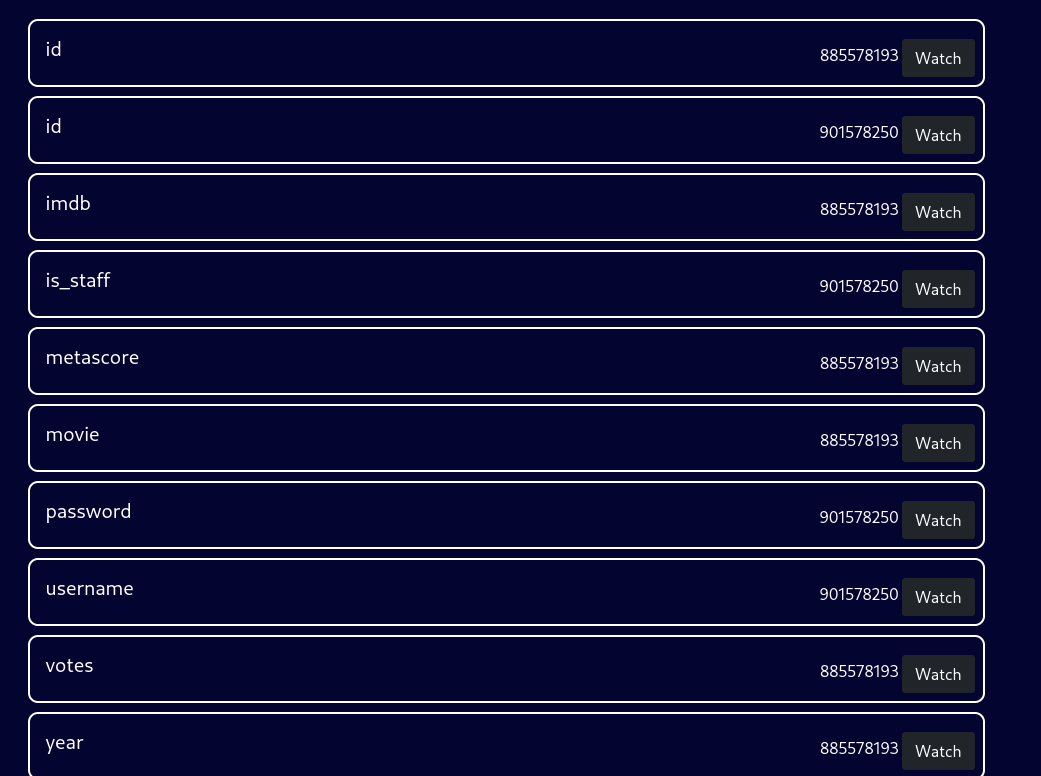 id 885578193 Watch
id 901578250 Watch
imdb 885578193 Watch
is_staff 901578250 Watch
metascore 885578193 Watch
movie 885578193 Watch
password 901578250 Watch
username 901578250 Watch
votes 885578193 Watch
year 885578193 Watch